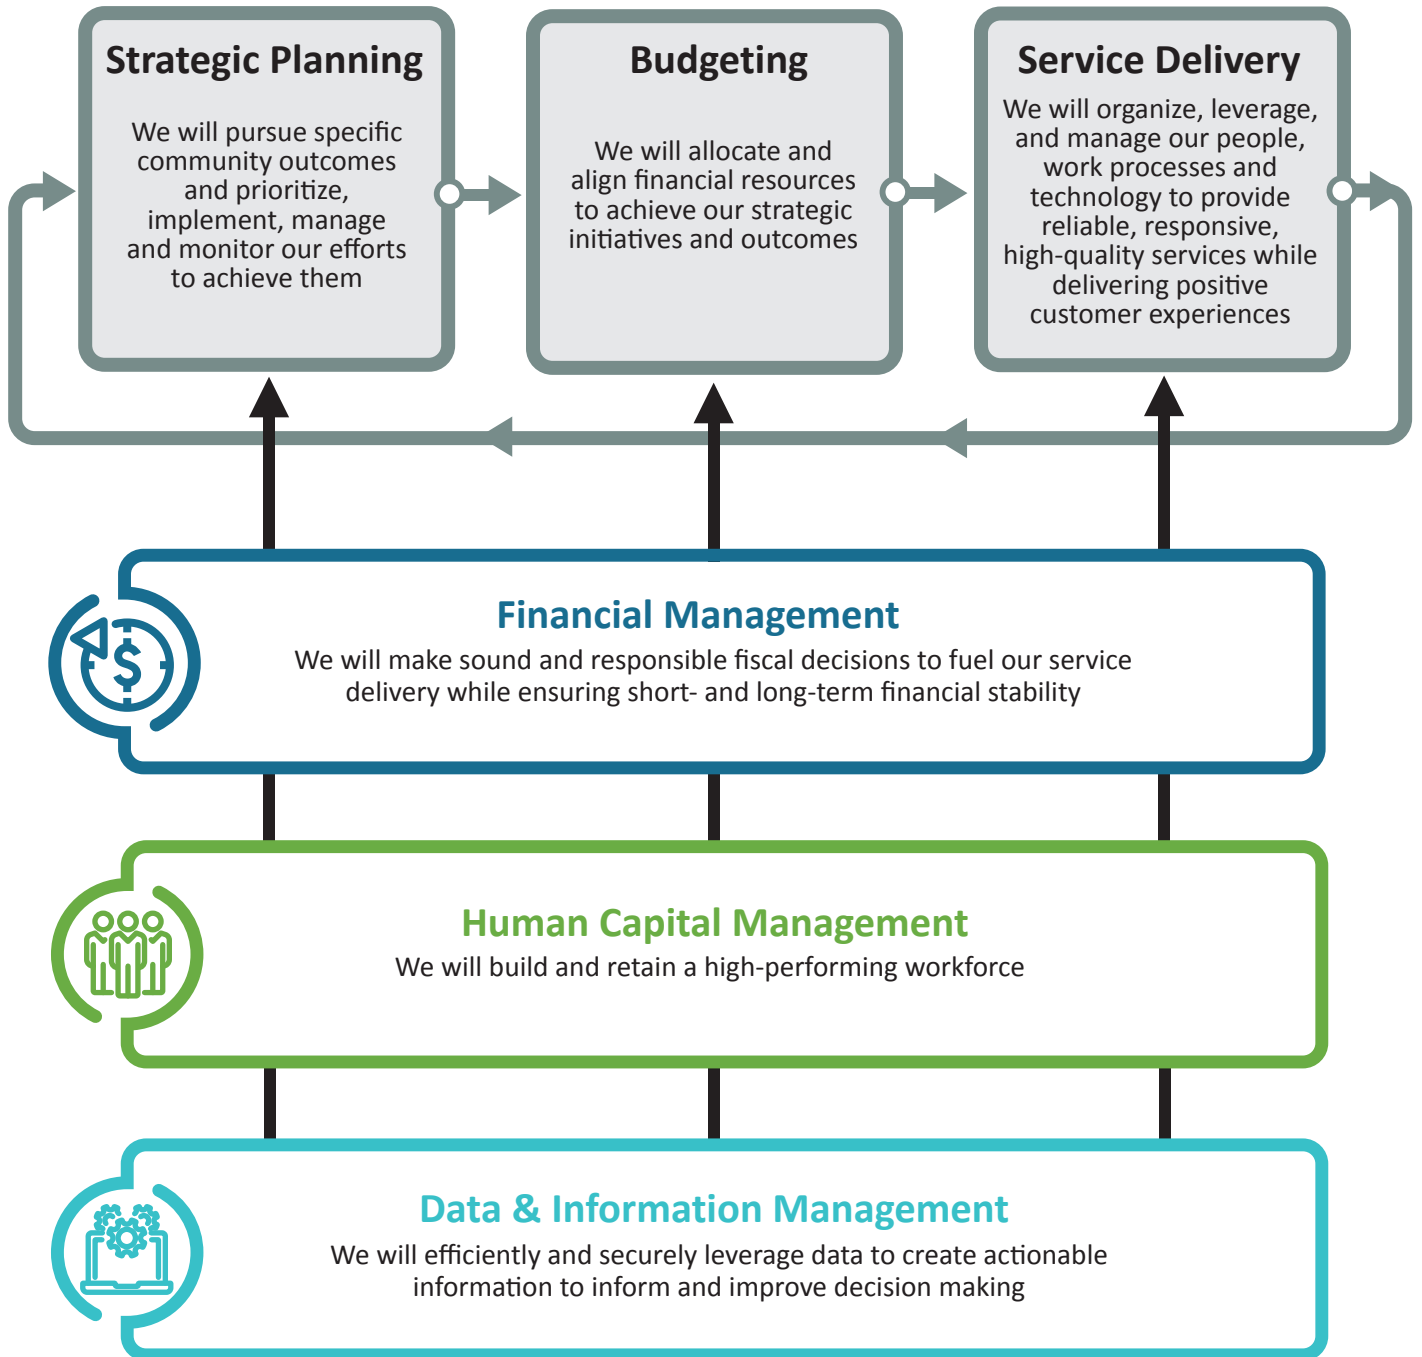 Strategic Planning
We will pursue specific
community outcomes
and prioritize,
implement, manage
and monitor our efforts
to achieve them
Budgeting
We will allocate and
align financial resources
to achieve our strategic
initiatives and outcomes
Service Delivery
We will organize, leverage,
and manage our people,
work processes and
technology to provide
reliable, responsive,
high-quality services while
delivering positive
customer experiences
$
Financial Management
We will make sound and responsible fiscal decisions to fuel our service
delivery while ensuring short- and long-term financial stability
Human Capital Management
We will build and retain a high-performing workforce
Data & Information Management
We will efficiently and securely leverage data to create actionable
information to inform and improve decision making